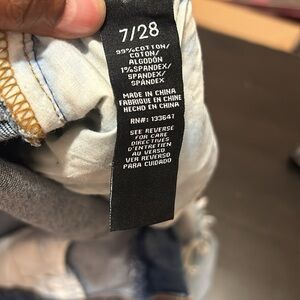 7/28
99%COTTON/
COTON/
ALGODÓN
1%SPANDEX/
SPANDEX/
SPANDEX
MADE IN CHINA
FABRIQUE EN CHINE
HECHO EN CHINA
RN#: 133647
SEE REVERSE
FOR CARE
DIRECTIVES
D'ENTRETIEN
AU VERSO
VER REVERSO
PARA CUIDADO